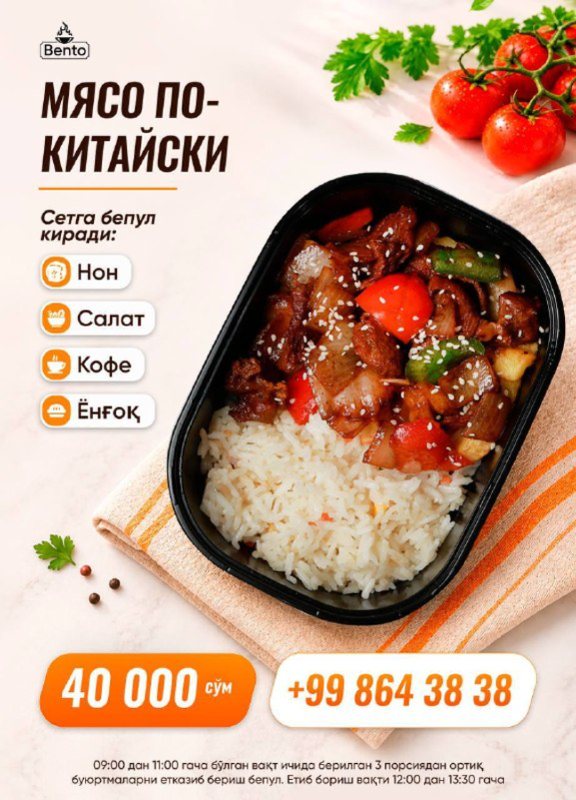 Bento
МЯСО ПО-
КИТАЙСКИ
Сетга бепул
киради:
Нон
Салат
Кофе
Ёнғоқ
40 000 сўм
+99 864 38 38
09:00 дан 11:00 гача бўлган вақт ичида берилган 3 порсиядан ортиқ
буюртмаларни етказиб бериш бепул. Етиб бориш вақти 12:00 дан 13:30 гача